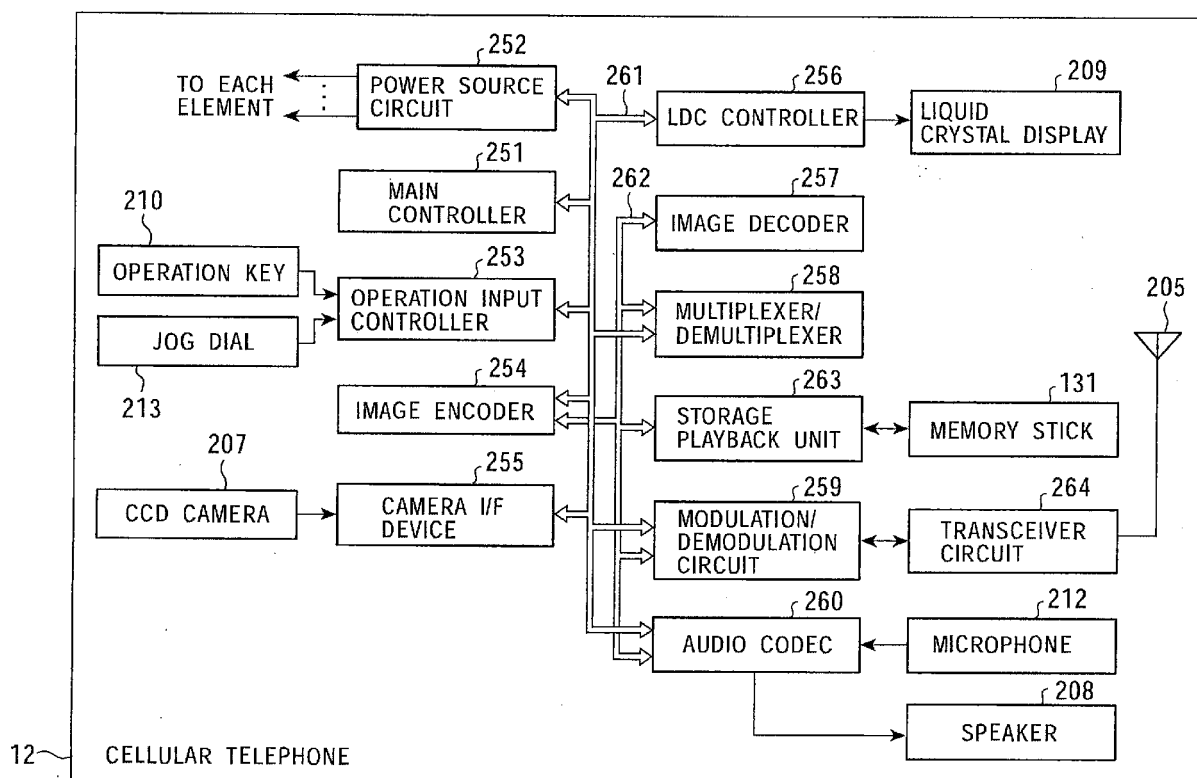 252
TO EACH
ELEMENT
POWER SOURCE
CIRCUIT
261
256
LDC CONTROLLER
209
LIQUID
CRYSTAL DISPLAY
251
MAIN
CONTROLLER
262
257
IMAGE DECODER
210
OPERATION KEY
253
OPERATION INPUT
CONTROLLER
258
MULTIPLEXER/
DEMULTIPLEXER
205
JOG DIAL
213
254
IMAGE ENCODER
263
STORAGE
PLAYBACK UNIT
131
MEMORY STICK
207
CCD CAMERA
255
CAMERA I/F
DEVICE
259
MODULATION/
DEMODULATION
CIRCUIT
264
TRANSCEIVER
CIRCUIT
260
AUDIO CODEC
212
MICROPHONE
208
SPEAKER
12
CELLULAR TELEPHONE